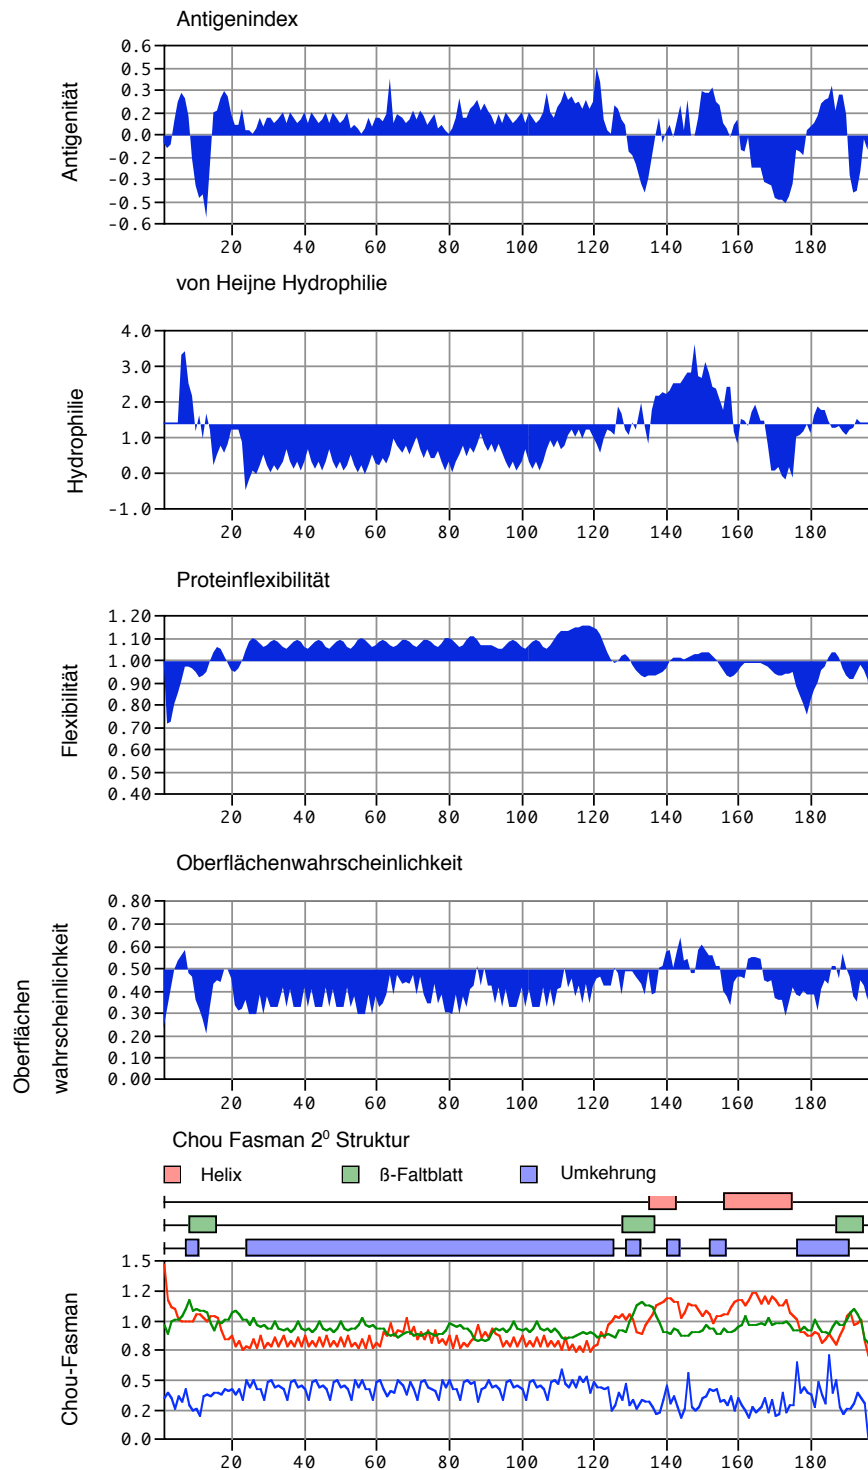 Antigenindex
Antigenität
0.6
0.5
0.3
0.2
0.0
-0.2
-0.3
-0.5
-0.6
20 40 60 80 100 120 140 160 180
von Heijne Hydrophilie
Hydrophilie
4.0
3.0
2.0
1.0
0.0
-1.0
20 40 60 80 100 120 140 160 180
Proteinflexibilität
Flexibilität
1.20
1.10
1.00
0.90
0.80
0.70
0.60
0.50
0.40
20 40 60 80 100 120 140 160 180
Oberflächenwahrscheinlichkeit
Oberflächen
wahrscheinlichkeit
0.80
0.70
0.60
0.50
0.40
0.30
0.20
0.10
0.00
20 40 60 80 100 120 140 160 180
Chou Fasman 2⁰ Struktur
Helix ß-Faltblatt Umkehrung
Chou-Fasman
1.5
1.2
1.0
0.8
0.5
0.2
0.0
20 40 60 80 100 120 140 160 180